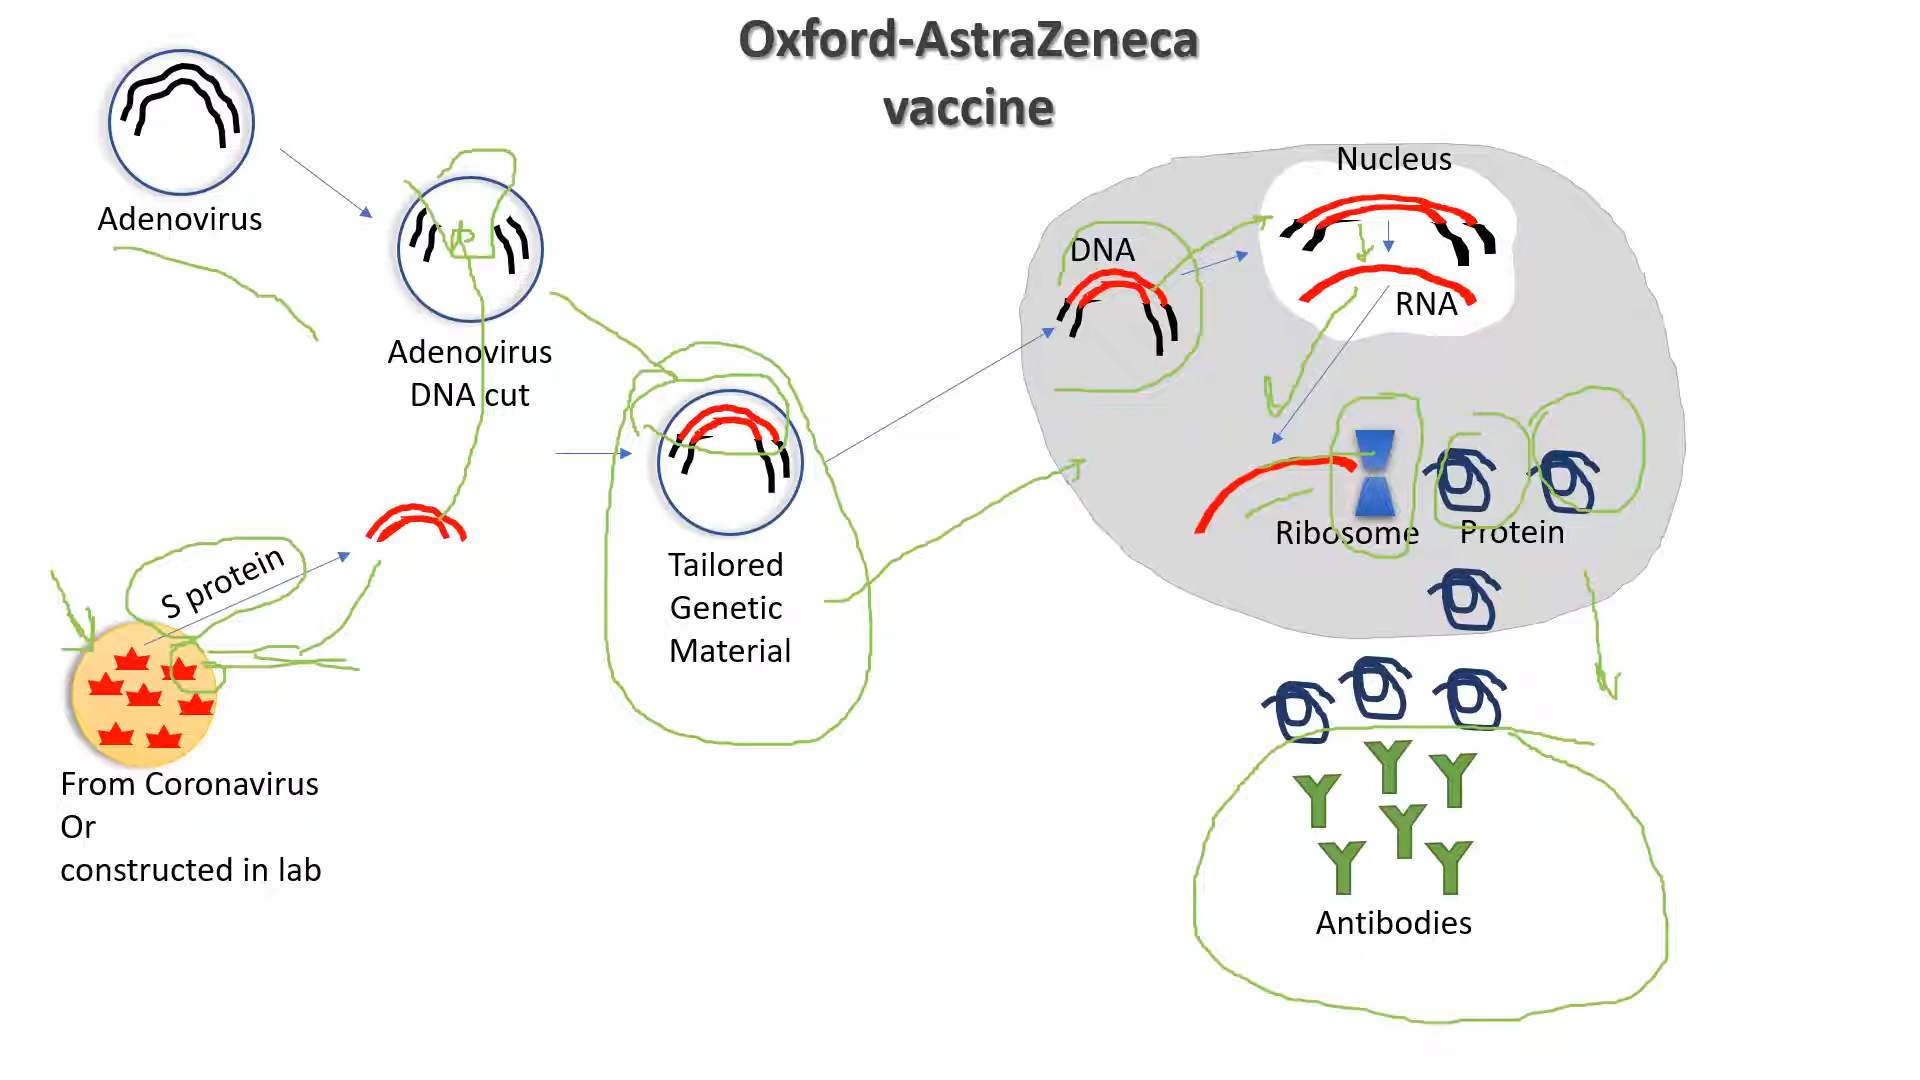 Oxford-AstraZeneca
vaccine
Adenovirus
Adenovirus
DNA cut
S protein
From Coronavirus
Or
constructed in lab
Tailored
Genetic
Material
Nucleus
DNA
RNA
Ribosome
Protein
Antibodies